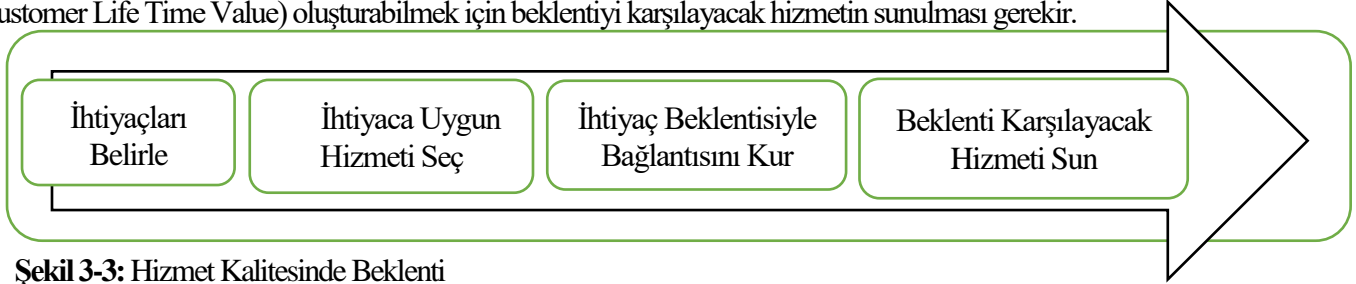 ustomer Life Time Value) oluşturabilmek için beklentiyi karşılayacak hizmetin sunulması gerekir.
İhtiyaçları
Belirle
İhtiyaca Uygun
Hizmeti Seç
İhtiyaç Beklentisiyle
Bağlantısını Kur
Beklenti Karşılayacak
Hizmeti Sun
Şekil 3-3: Hizmet Kalitesinde Beklenti